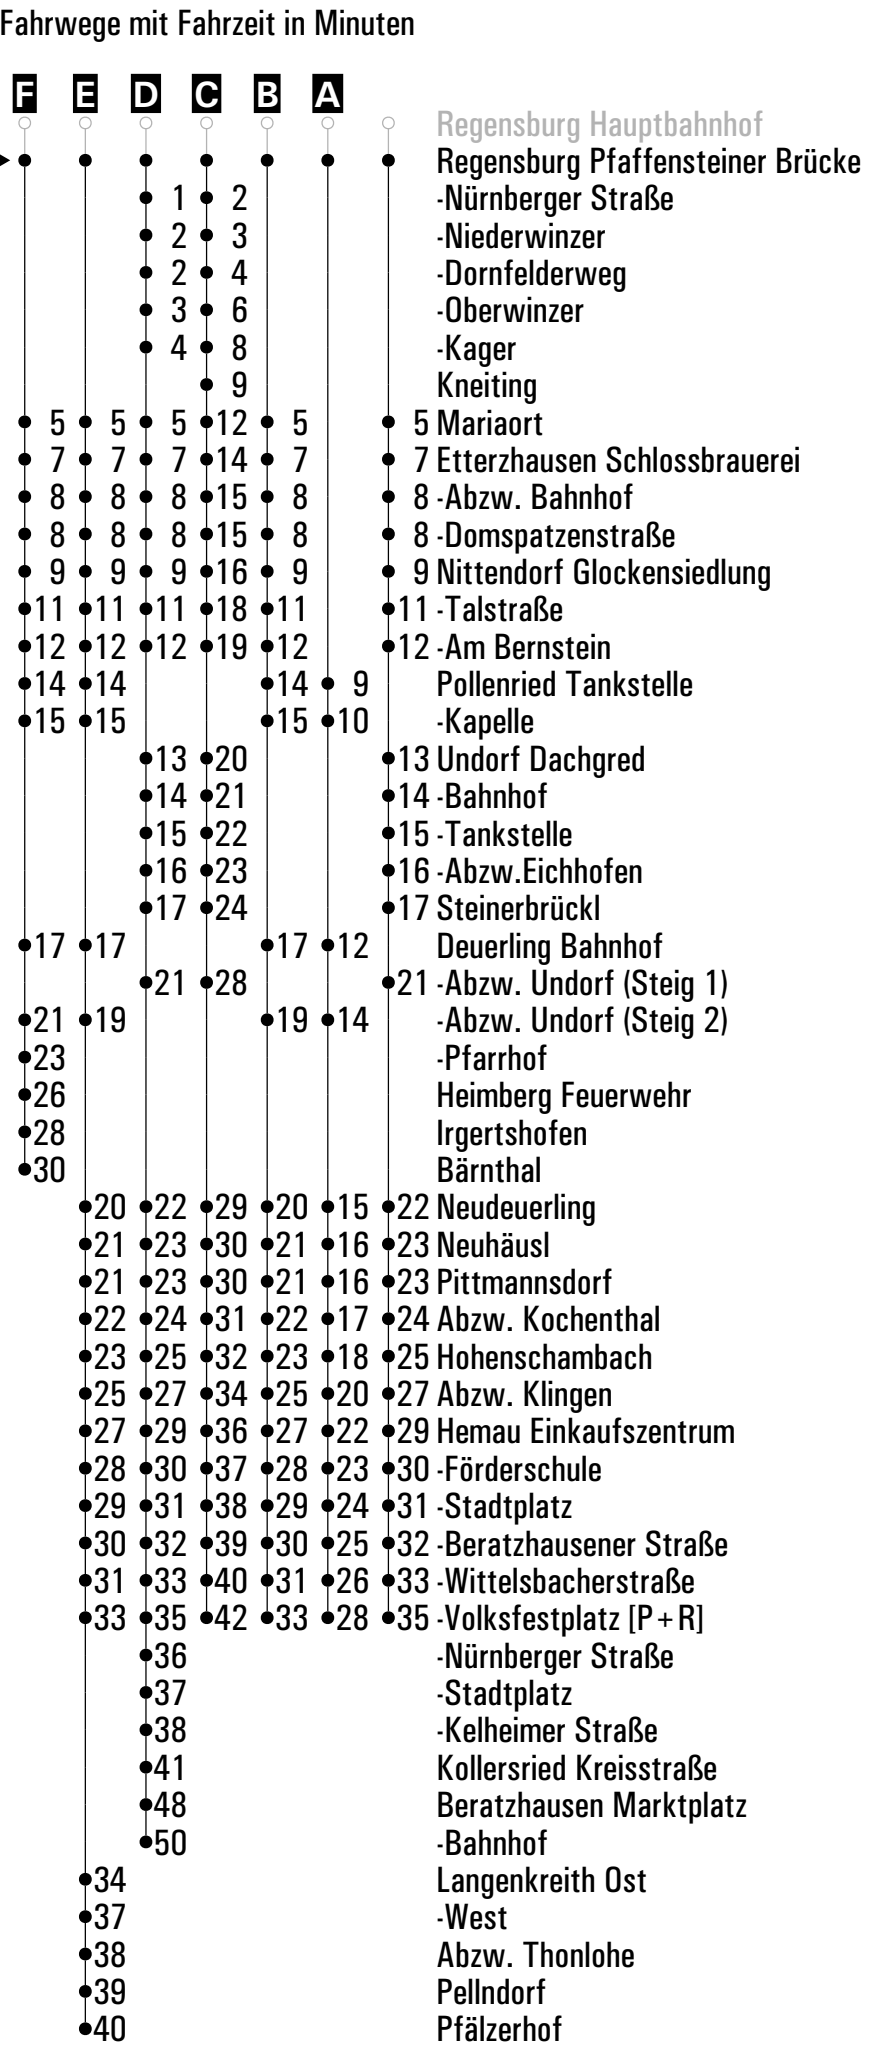 Fahrwege mit Fahrzeit in Minuten
F E D C B A
Regensburg Hauptbahnhof
Regensburg Pfaffensteiner Brücke
1 2 -Nürnberger Straße
2 3 -Niederwinzer
2 4 -Dornfelderweg
3 6 -Oberwinzer
4 8 -Kager
9 Kneiting
5 5 5 12 5 5 Mariaort
7 7 7 14 7 7 Etterzhausen Schlossbrauerei
8 8 8 15 8 8 -Abzw. Bahnhof
8 8 8 15 8 8 -Domspatzenstraße
9 9 9 16 9 9 Nittendorf Glockensiedlung
11 11 11 18 11 11 -Talstraße
12 12 12 19 12 12 -Am Bernstein
14 14 14 9 Pollenried Tankstelle
15 15 15 10 -Kapelle
13 20 13 Undorf Dachgred
14 21 14 -Bahnhof
15 22 15 -Tankstelle
16 23 16 -Abzw.Eichhofen
17 24 17 Steinerbrückl
17 17 17 12 Deuerling Bahnhof
21 28 21 -Abzw. Undorf (Steig 1)
21 19 19 14 -Abzw. Undorf (Steig 2)
23 -Pfarrhof
26 Heimberg Feuerwehr
28 Irgertshofen
30 Bärnthal
20 22 29 20 15 22 Neudeuerling
21 23 30 21 16 23 Neuhäusl
21 23 30 21 16 23 Pittmannsdorf
22 24 31 22 17 24 Abzw. Kochenthal
23 25 32 23 18 25 Hohenschambach
25 27 34 25 20 27 Abzw. Klingen
27 29 36 27 22 29 Hemau Einkaufszentrum
28 30 37 28 23 30 -Förderschule
29 31 38 29 24 31 -Stadtplatz
30 32 39 30 25 32 -Beratzhausener Straße
31 33 40 31 26 33 -Wittelsbacherstraße
33 35 42 33 28 35 -Volksfestplatz [P+R]
36 -Nürnberger Straße
37 -Stadtplatz
38 -Kelheimer Straße
41 Kollersried Kreisstraße
48 Beratzhausen Marktplatz
50 -Bahnhof
34 Langenkreith Ost
37 -West
38 Abzw. Thonlohe
39 Pellndorf
40 Pfälzerhof